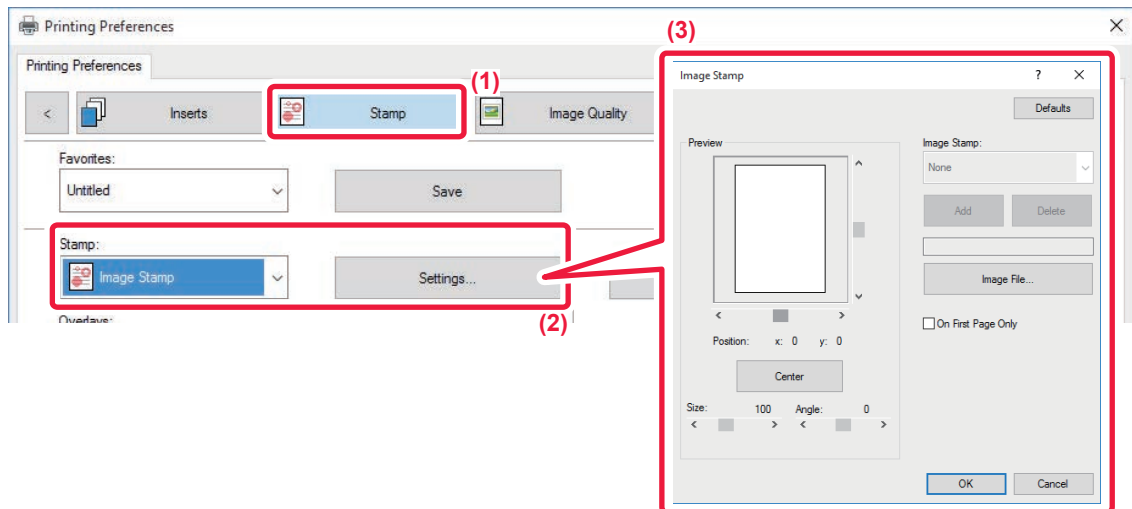 Printing Preferences
Printing Preferences
(1)
< Inserts Stamp Image Quality
Favorites:
Untitled Save
Stamp:
Image Stamp Settings...
(2)
Overlays:
(3)
Image Stamp ? ×
Defaults
Preview
Image Stamp:
None
Add Delete
Image File...
On First Page Only
Position: x: 0 y: 0
Center
Size: 100 Angle: 0
OK Cancel